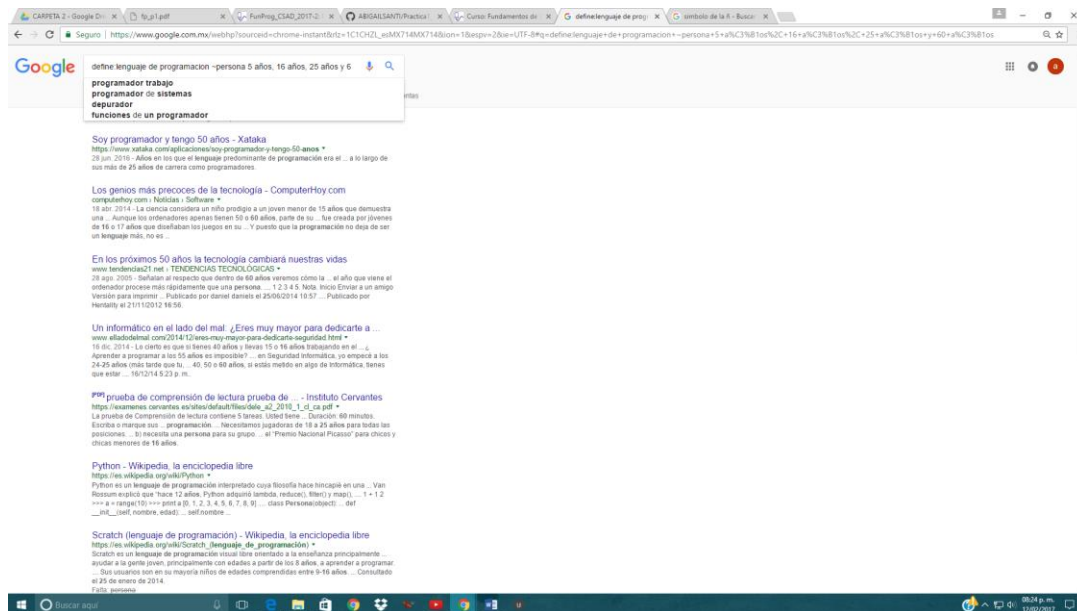 CARPETA 2 - Google Dri
fp_p1.pdf
FunProg_CSAD_2017-2:
ABIGAILSANTI/Practica
Curso: Fundamentos de
define:lenguaje de progr
simbolo de la Ñ - Busca
Seguro | https://www.google.com.mx/webhp?sourceid=chrome-instant&rlz=1C1CHZL_esMX714MX714&ion=1&espv=2&ie=UTF-8#q=define:lenguaje+de+programacion+~persona+5+a%C3%B1os%2C+16+a%C3%B1os%2C+25+a%C3%B1os+y+60+a%C3%B1os
Google
define:lenguaje de programacion ~persona 5 años, 16 años, 25 años y 6
programador trabajo
programador de sistemas
depurador
funciones de un programador
Soy programador y tengo 50 años - Xataka
https://www.xataka.com/aplicaciones/soy-programador-y-tengo-50-anos
28 jun. 2016 - Años en los que el lenguaje predominante de programación era el ... a lo largo de
sus más de 25 años de carrera como programadores.
Los genios más precoces de la tecnología - ComputerHoy.com
computerhoy.com › Noticias › Software
18 abr. 2014 - La ciencia considera un niño prodigio a un joven menor de 15 años que demuestra
una ... Aunque los ordenadores apenas tienen 50 o 60 años, parte de su ... fue creada por jóvenes
de 16 o 17 años que diseñaban los juegos en su ... Y puesto que la programación no deja de ser
un lenguaje más, no es ...
En los próximos 50 años la tecnología cambiará nuestras vidas
www.tendencias21.net › TENDENCIAS TECNOLÓGICAS
28 ago. 2005 - Señalan al respecto que dentro de 60 años veremos cómo la ... el año que viene el
ordenador procese más rápidamente que una persona. ... 1 2 3 4 5. Nota. Inicio Enviar a un amigo
Versión para imprimir ... Publicado por daniel daniels el 25/06/2014 10:57 ... Publicado por
Hentality el 21/11/2012 16:56.
Un informático en el lado del mal: ¿Eres muy mayor para dedicarte a ...
www.elladodelmal.com/2014/12/eres-muy-mayor-para-dedicarte-seguridad.html
16 dic. 2014 - Lo cierto es que si tienes 40 años y llevas 15 o 16 años trabajando en el ... ¿
Aprender a programar a los 55 años es imposible? ... en Seguridad Informática, yo empecé a los
24-25 años (más tarde que tu, ... 40, 50 o 60 años, si estás metido en algo de Informática, tienes
que estar ... 16/12/14 5:23 p. m..
[PDF] prueba de comprensión de lectura prueba de ... - Instituto Cervantes
https://examenes.cervantes.es/sites/default/files/dele_a2_2010_1_cl_ca.pdf
La prueba de Comprensión de lectura contiene 5 tareas. Usted tiene ... Duración: 60 minutos.
Escriba o marque sus ... programación. ... Necesitamos jugadoras de 18 a 25 años para todas las
posiciones. ... b) necesita una persona para su grupo. ... el "Premio Nacional Picasso" para chicos y
chicas menores de 16 años.
Python - Wikipedia, la enciclopedia libre
https://es.wikipedia.org/wiki/Python
Python es un lenguaje de programación interpretado cuya filosofía hace hincapié en una ... Van
Rossum explicó que "hace 12 años, Python adquirió lambda, reduce(), filter() y map(), ... 1 + 1 2
>>> a = range(10) >>> print a [0, 1, 2, 3, 4, 5, 6, 7, 8, 9] ... class Persona(object): ... def
__init__(self, nombre, edad): ... self.nombre ...
Scratch (lenguaje de programación) - Wikipedia, la enciclopedia libre
https://es.wikipedia.org/wiki/Scratch_(lenguaje_de_programación)
Scratch es un lenguaje de programación visual libre orientado a la enseñanza principalmente ...
ayudar a la gente joven, principalmente con edades a partir de los 8 años, a aprender a programar.
... Sus usuarios son en su mayoría niños de edades comprendidas entre 9-16 años. ... Consultado
el 25 de enero de 2014.
Falta: persona
Buscar aquí
08:24 p. m.
12/02/2017